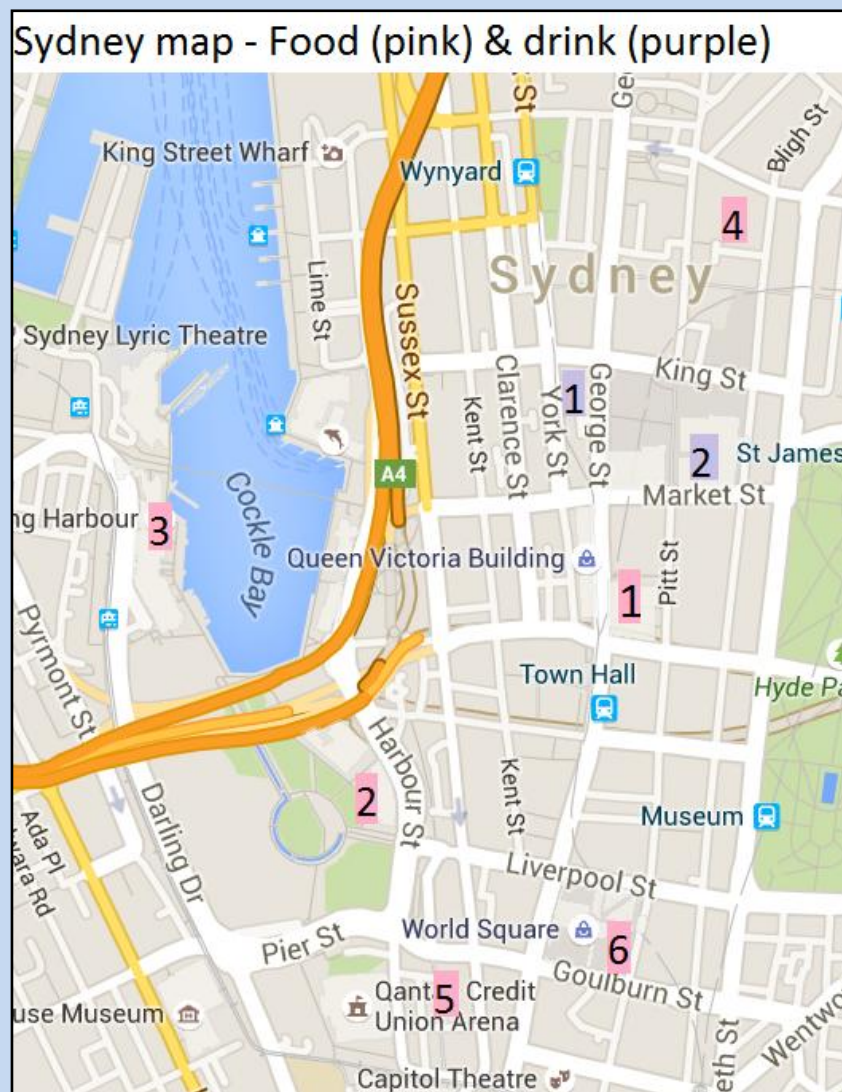 Sydney map - Food (pink) & drink (purple)
St
Ge
Bligh St
King Street Wharf
Wynyard
4
Sydney
Lime St
Sussex St
Sydney Lyric Theatre
King St
Clarence St
York St
1
George St
Kent St
2
St James
A4
Market St
Cockle Bay
ng Harbour
3
Queen Victoria Building
Pitt St
1
Pyrmont St
Town Hall
Hyde Pa
Harbour St
Kent St
2
Museum
Ada Pl
wara Rd
Darling Dr
Liverpool St
World Square
6
Pier St
Goulburn St
Qant 5 Credit
Union Arena
use Museum
eth St
Wentwo
Capitol Theatre